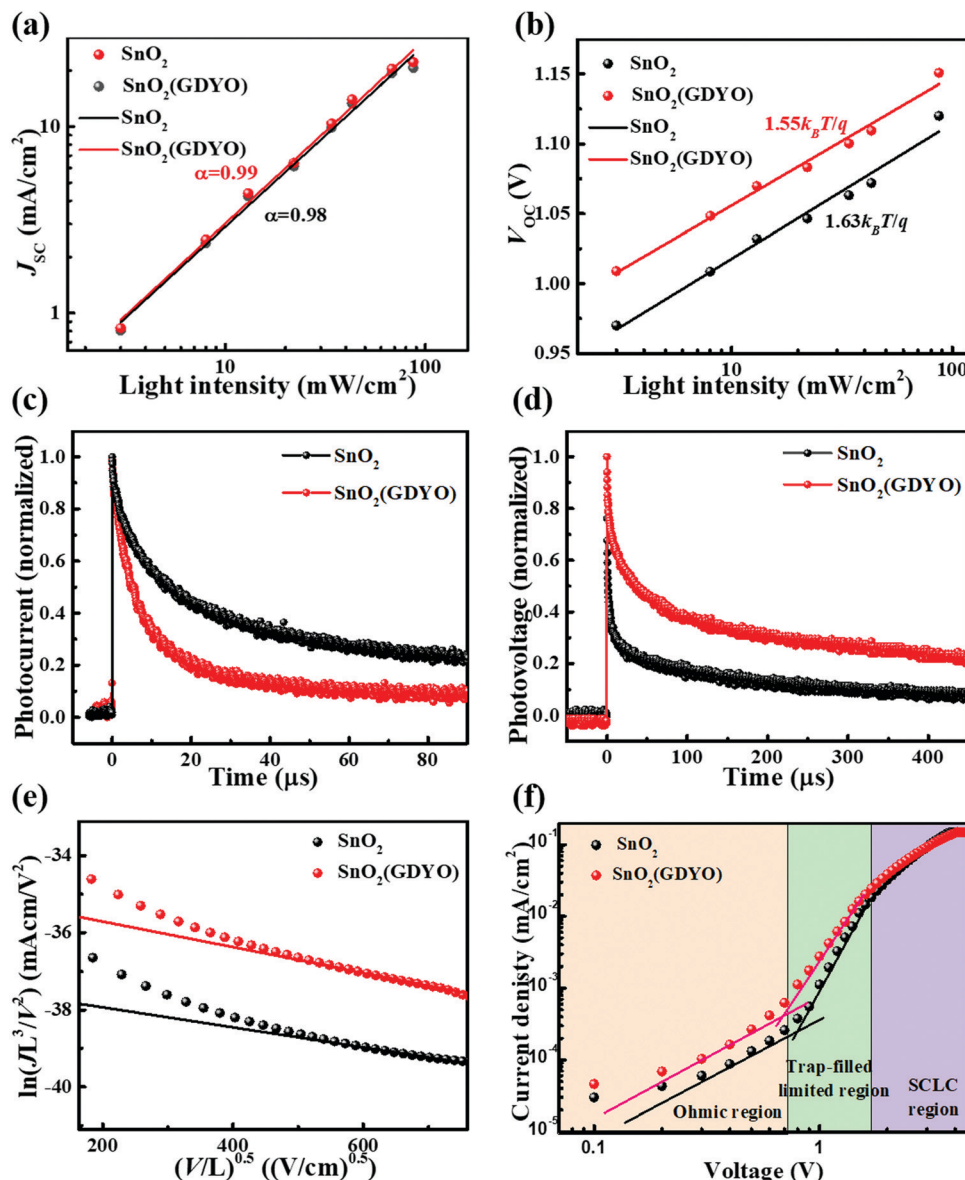 (a)
SnO₂
SnO₂(GDYO)
SnO₂
SnO₂(GDYO)
α=0.99
α=0.98
10
1
J_SC (mA/cm²)
10
100
Light intensity (mW/cm²)
(b)
SnO₂
SnO₂(GDYO)
SnO₂
SnO₂(GDYO)
1.55k_BT/q
1.63k_BT/q
1.15
1.10
1.05
1.00
0.95
V_OC (V)
10
100
Light intensity (mW/cm²)
(c)
SnO₂
SnO₂(GDYO)
1.0
0.8
0.6
0.4
0.2
0.0
Photocurrent (normalized)
0
20
40
60
80
Time (μs)
(d)
SnO₂
SnO₂(GDYO)
1.0
0.8
0.6
0.4
0.2
0.0
Photovoltage (normalized)
0
100
200
300
400
Time (μs)
(e)
SnO₂
SnO₂(GDYO)
-34
-36
-38
-40
ln(JL³/V²) (mAcm/V²)
200
400
600
(V/L)^0.5 ((V/cm)^0.5)
(f)
SnO₂
SnO₂(GDYO)
10⁻¹
10⁻²
10⁻³
10⁻⁴
10⁻⁵
Current denisty (mA/cm²)
Ohmic region
Trap-filled
limited region
SCLC
region
0.1
1
Voltage (V)